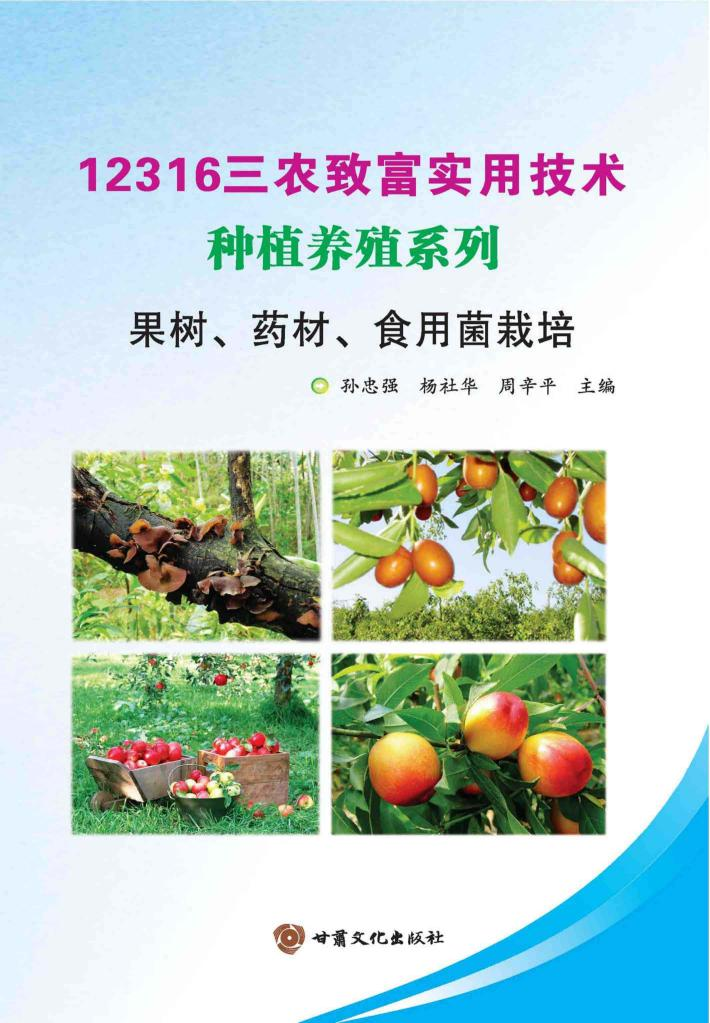 12316三农致富实用技术
种植养殖系列
果树、药材、食用菌栽培
孙忠强 杨社华 周辛平 主编
甘肃文化出版社